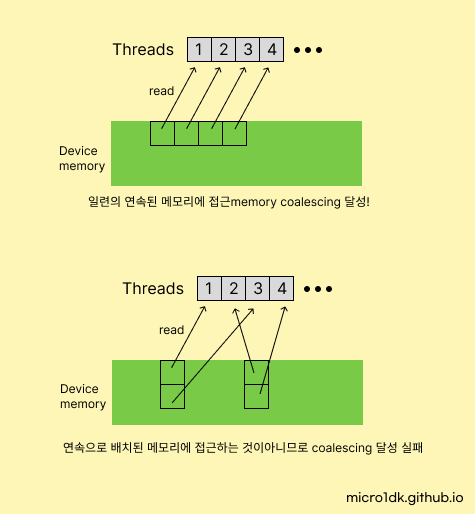 Threads 1 2 3 4 •••
read
Device
memory
일련의 연속된 메모리에 접근memory coalescing 달성!
Threads 1 2 3 4 •••
read
Device
memory
연속으로 배치된 메모리에 접근하는 것이아니므로 coalescing 달성 실패
micro1dk.github.io